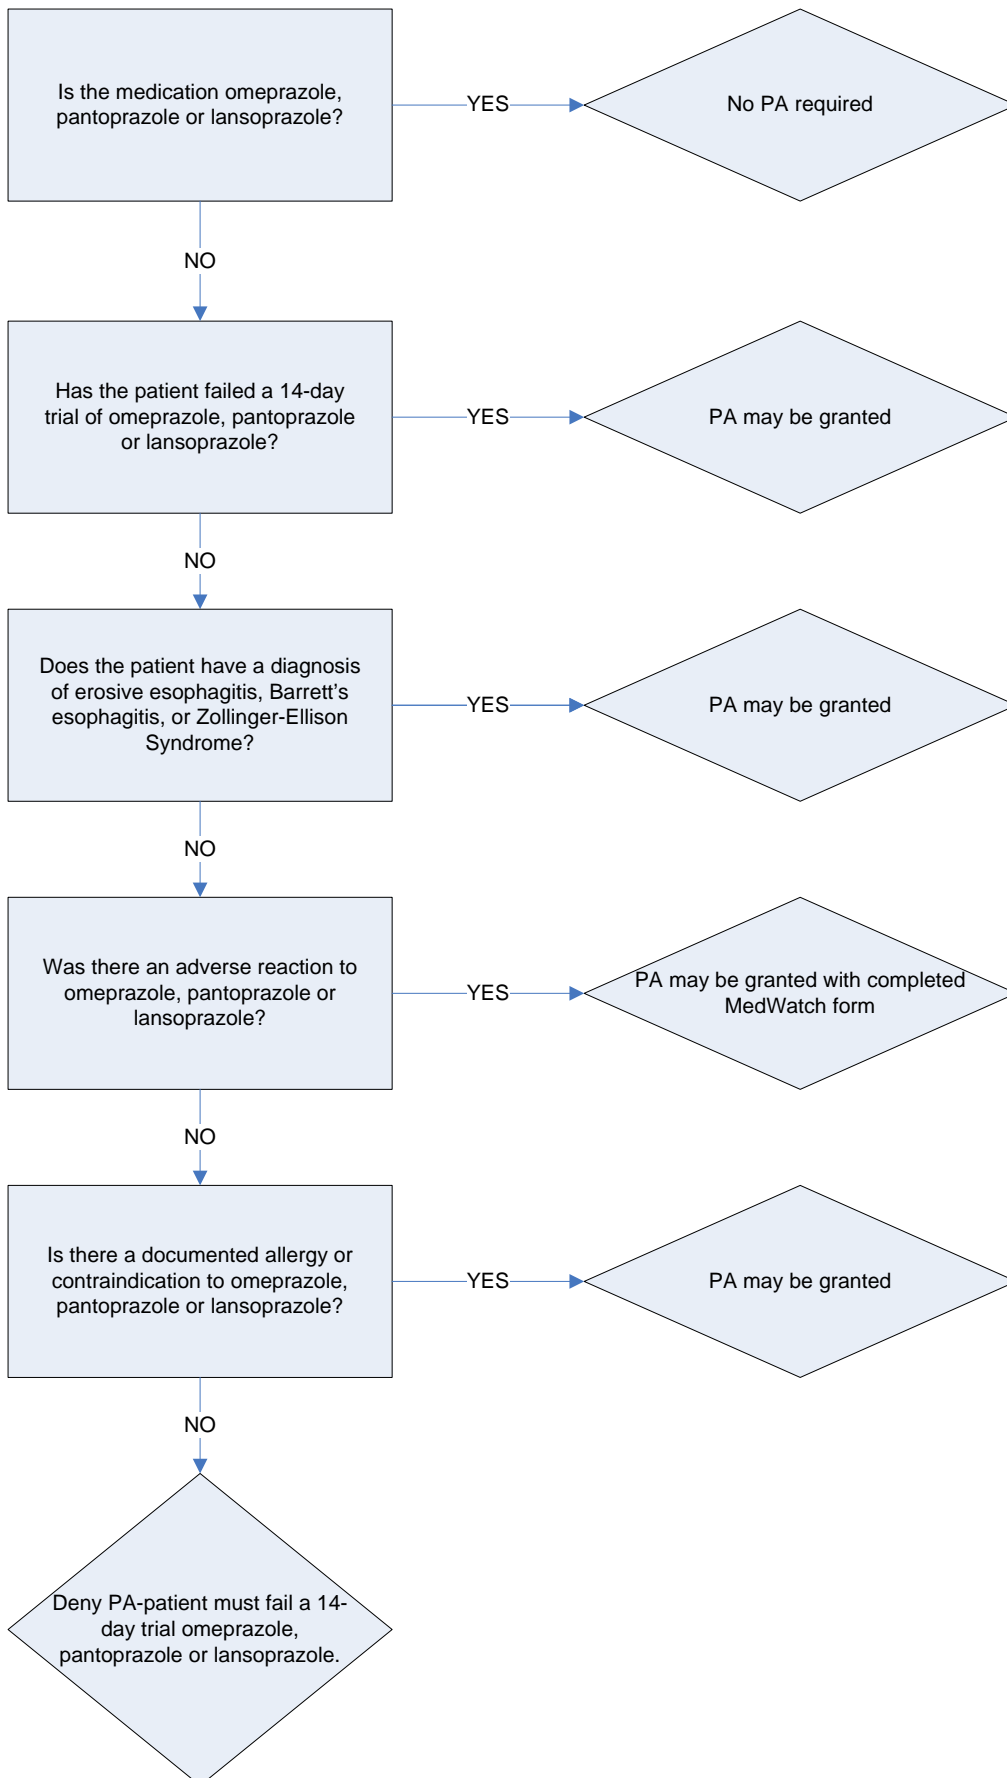 Is the medication omeprazole,
pantoprazole or lansoprazole?
YES
No PA required
NO
Has the patient failed a 14-day
trial of omeprazole, pantoprazole
or lansoprazole?
YES
PA may be granted
NO
Does the patient have a diagnosis
of erosive esophagitis, Barrett’s
esophagitis, or Zollinger-Ellison
Syndrome?
YES
PA may be granted
NO
Was there an adverse reaction to
omeprazole, pantoprazole or
lansoprazole?
YES
PA may be granted with completed
MedWatch form
NO
Is there a documented allergy or
contraindication to omeprazole,
pantoprazole or lansoprazole?
YES
PA may be granted
NO
Deny PA-patient must fail a 14-
day trial omeprazole,
pantoprazole or lansoprazole.